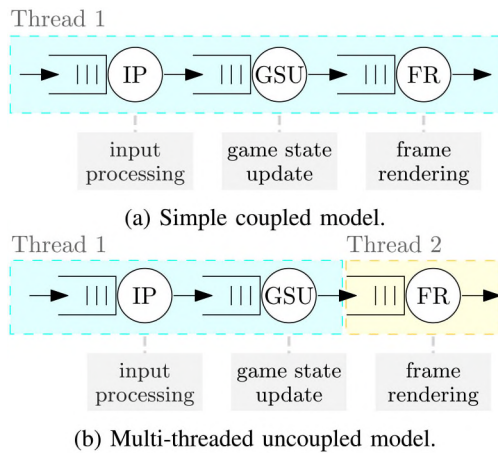 Thread 1
IP GSU FR
input processing
game state update
frame rendering
(a) Simple coupled model.
Thread 1 Thread 2
IP GSU FR
input processing
game state update
frame rendering
(b) Multi-threaded uncoupled model.